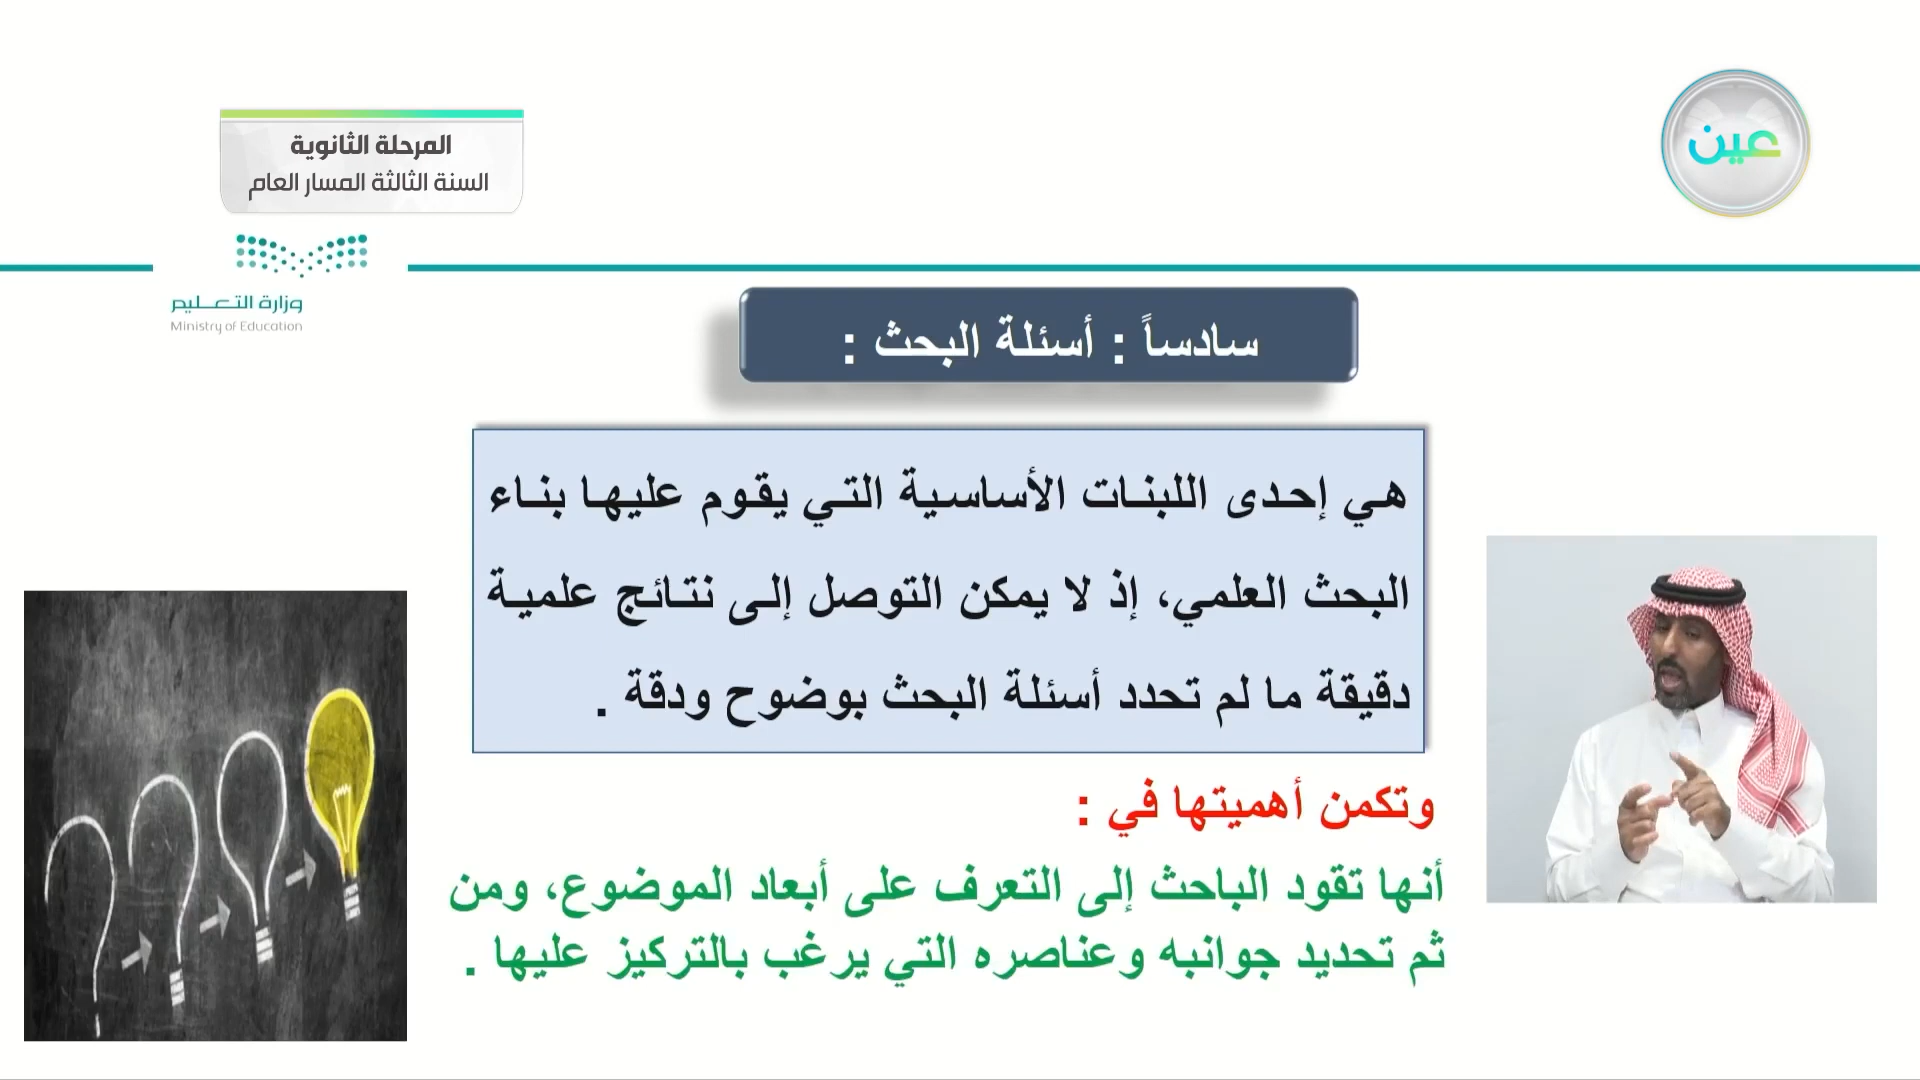 عين
المرحلة الثانوية
السنة الثالثة المسار العام
وزارة التعليم
Ministry of Education
سادساً : أسئلة البحث :
هي إحدى اللبنات الأساسية التي يقوم عليها بناء
البحث العلمي، إذ لا يمكن التوصل إلى نتائج علمية
دقيقة ما لم تحدد أسئلة البحث بوضوح ودقة .
وتكمن أهميتها في :
أنها تقود الباحث إلى التعرف على أبعاد الموضوع، ومن
ثم تحديد جوانبه وعناصره التي يرغب بالتركيز عليها .